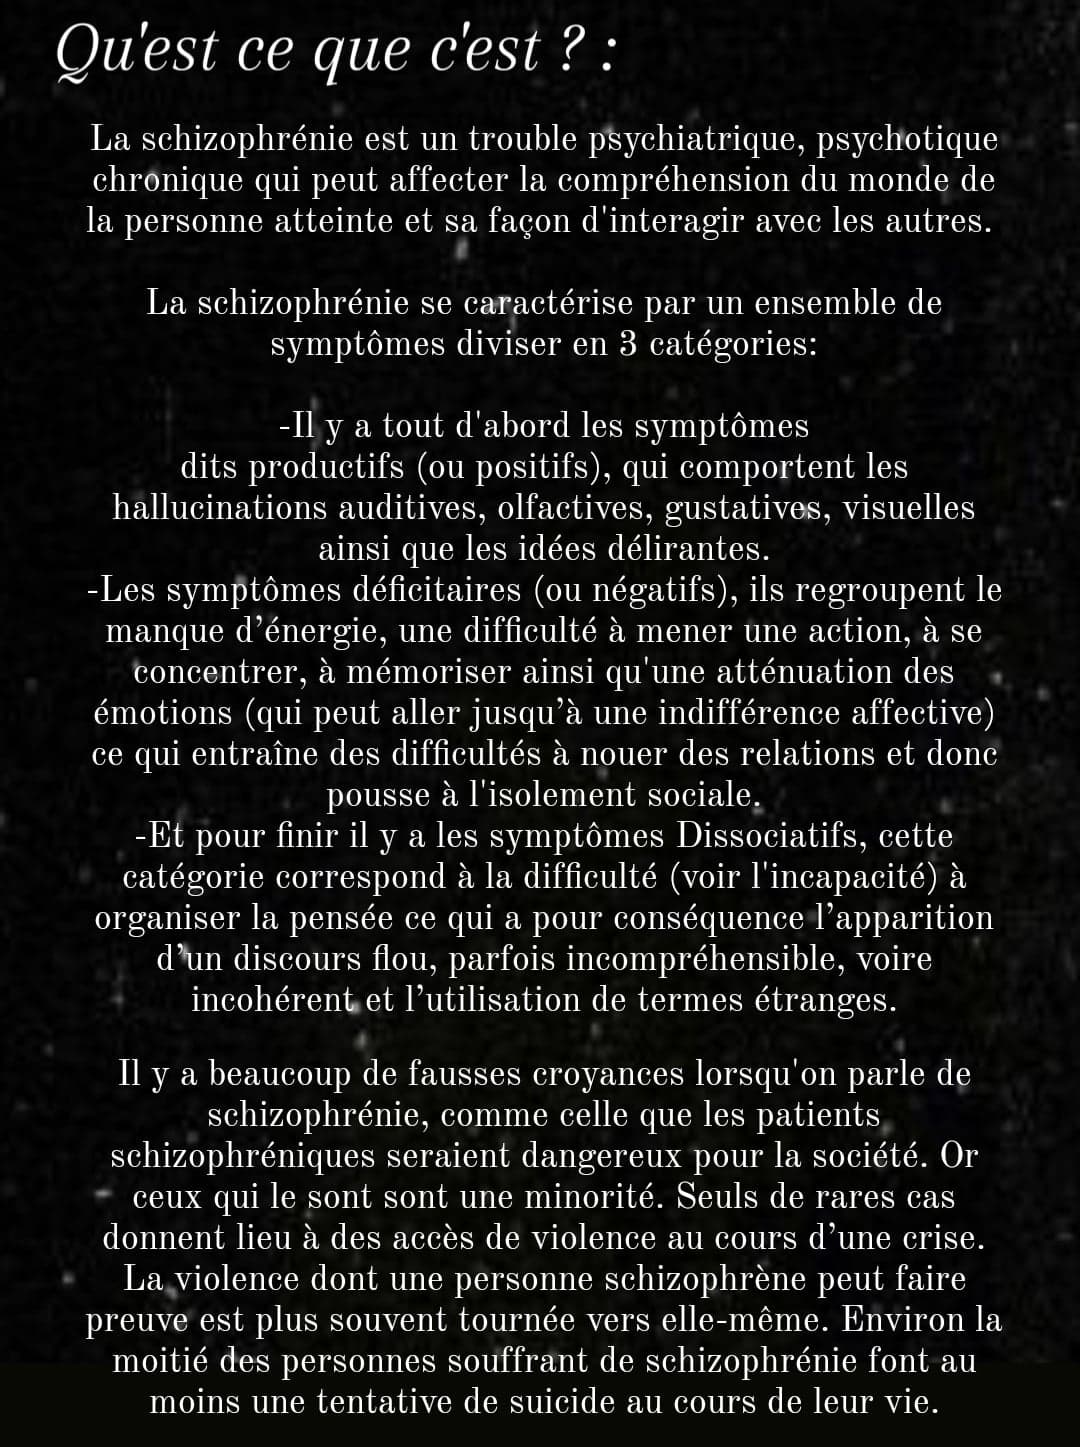 Qu'est ce que c'est ? :
La schizophrénie est un trouble psychiatrique, psychotique
chronique qui peut affecter la compréhension du monde de
la personne atteinte et sa façon d'interagir avec les autres.
La schizophrénie se caractérise par un ensemble de
symptômes diviser en 3 catégories:
-Il y a tout d'abord les symptômes
dits productifs (ou positifs), qui comportent les
hallucinations auditives, olfactives, gustatives, visuelles
ainsi que les idées délirantes.
-Les symptômes déficitaires (ou négatifs), ils regroupent le
manque d’énergie, une difficulté à mener une action, à se
concentrer, à mémoriser ainsi qu'une atténuation des
émotions (qui peut aller jusqu’à une indifférence affective)
ce qui entraîne des difficultés à nouer des relations et donc
pousse à l'isolement sociale.
-Et pour finir il y a les symptômes Dissociatifs, cette
catégorie correspond à la difficulté (voir l'incapacité) à
organiser la pensée ce qui a pour conséquence l’apparition
d’un discours flou, parfois incompréhensible, voire
incohérent et l’utilisation de termes étranges.
Il y a beaucoup de fausses croyances lorsqu'on parle de
schizophrénie, comme celle que les patients
schizophréniques seraient dangereux pour la société. Or
ceux qui le sont sont une minorité. Seuls de rares cas
donnent lieu à des accès de violence au cours d’une crise.
La violence dont une personne schizophrène peut faire
preuve est plus souvent tournée vers elle-même. Environ la
moitié des personnes souffrant de schizophrénie font au
moins une tentative de suicide au cours de leur vie.